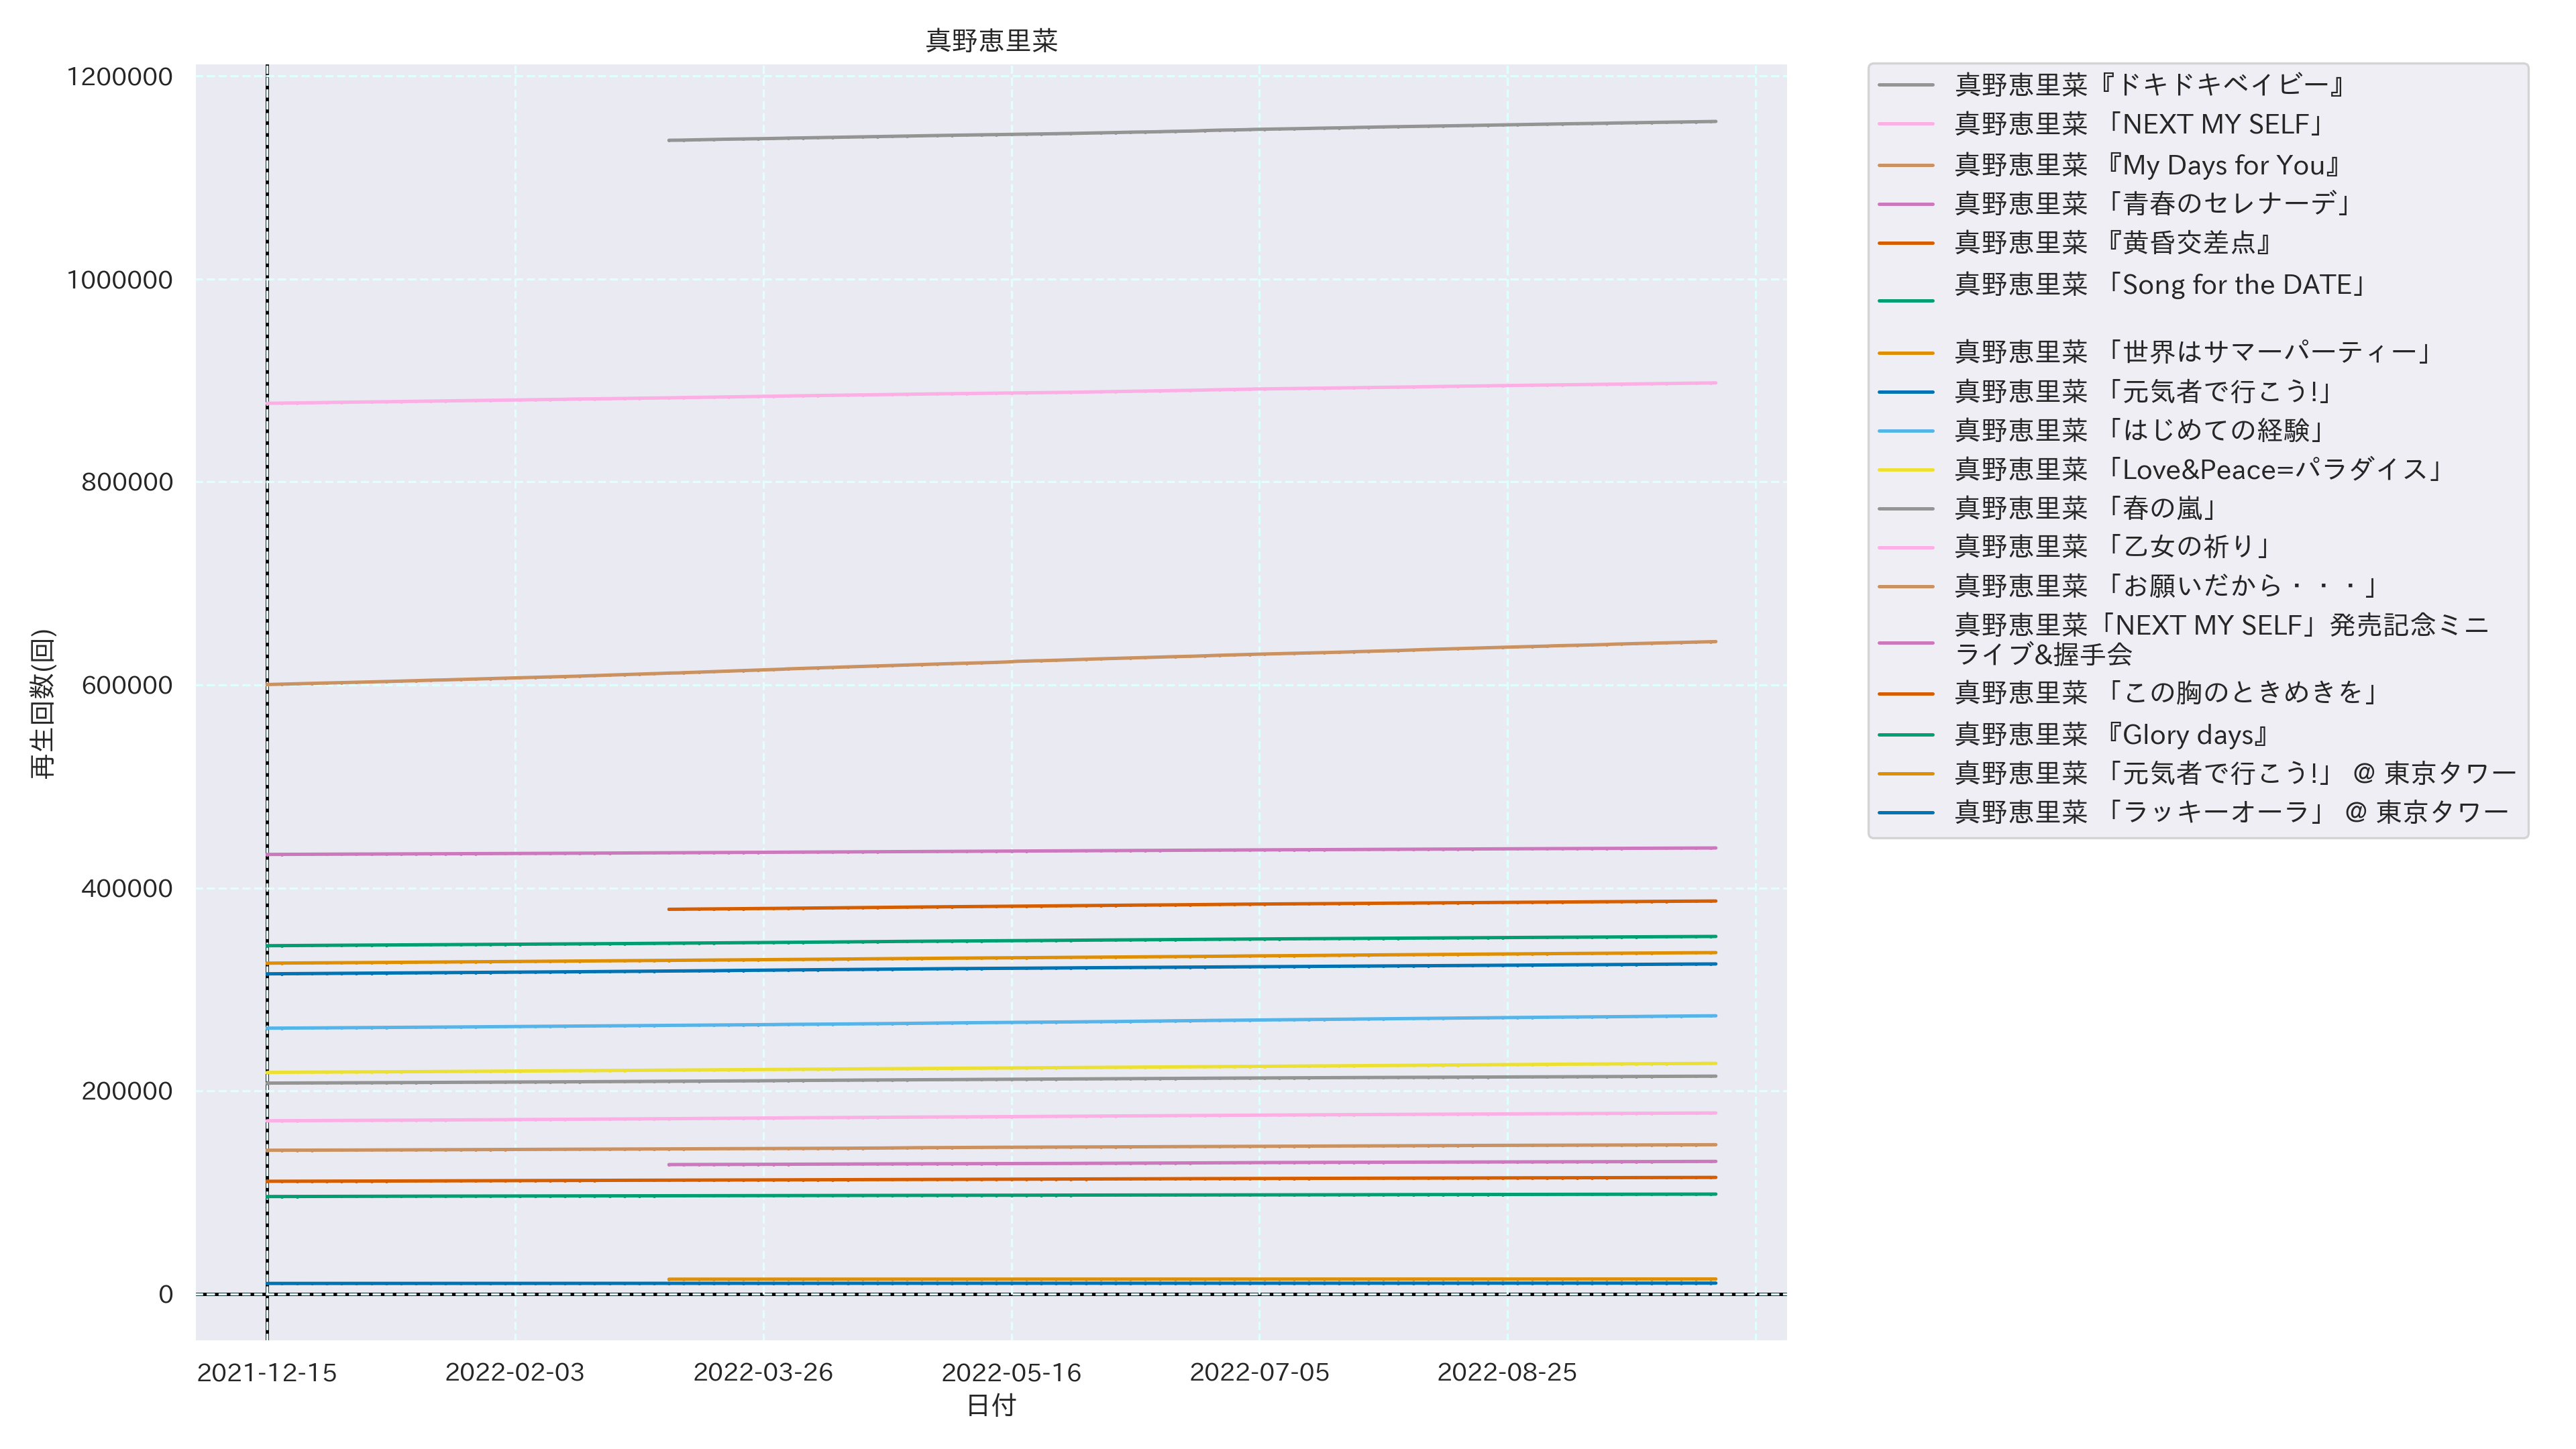 真野恵里菜
1200000
1000000
800000
600000
400000
200000
0
再生回数(回)
2021-12-15
2022-02-03
2022-03-26
2022-05-16
2022-07-05
2022-08-25
日付
真野恵里菜『ドキドキベイビー』
真野恵里菜 「NEXT MY SELF」
真野恵里菜 『My Days for You』
真野恵里菜 「青春のセレナーデ」
真野恵里菜 『黄昏交差点』
真野恵里菜 「Song for the DATE」
真野恵里菜 「世界はサマーパーティー」
真野恵里菜 「元気者で行こう!」
真野恵里菜 「はじめての経験」
真野恵里菜 「Love&Peace=パラダイス」
真野恵里菜 「春の嵐」
真野恵里菜 「乙女の祈り」
真野恵里菜 「お願いだから・・・」
真野恵里菜「NEXT MY SELF」発売記念ミニ
ライブ&握手会
真野恵里菜 「この胸のときめきを」
真野恵里菜 『Glory days』
真野恵里菜 「元気者で行こう!」 @ 東京タワー
真野恵里菜 「ラッキーオーラ」 @ 東京タワー